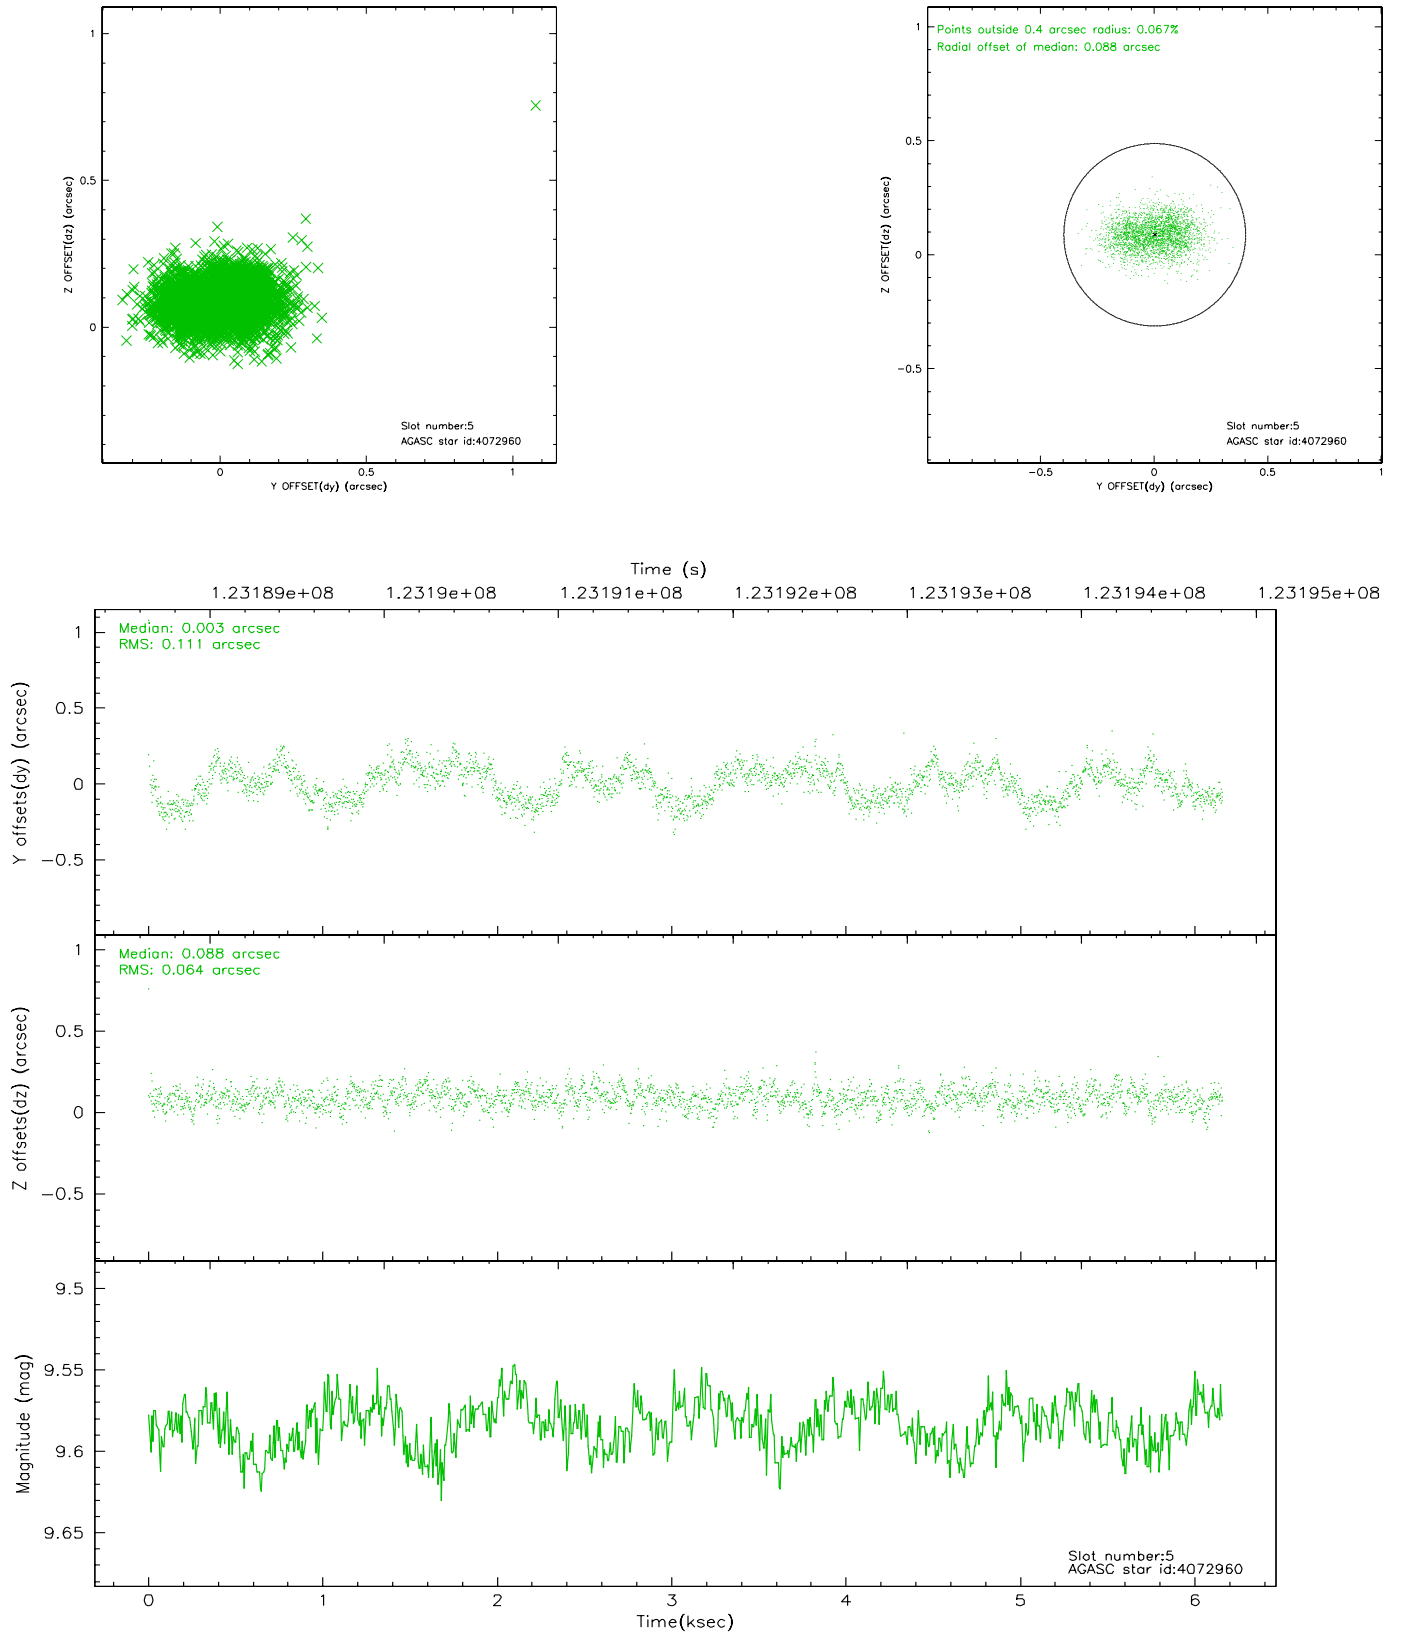 1
0.5
0
Z OFFSET(dz) (arcsec)
0
0.5
1
Y OFFSET(dy) (arcsec)
Slot number:5
AGASC star id:4072960
Points outside 0.4 arcsec radius: 0.067%
Radial offset of median: 0.088 arcsec
1
0.5
0
−0.5
Z OFFSET(dz) (arcsec)
−0.5
0
0.5
1
Y OFFSET(dy) (arcsec)
Slot number:5
AGASC star id:4072960
Time (s)
1.23189e+08
1.2319e+08
1.23191e+08
1.23192e+08
1.23193e+08
1.23194e+08
1.23195e+08
Median: 0.003 arcsec
RMS: 0.111 arcsec
1
0.5
0
−0.5
Y offsets(dy) (arcsec)
Median: 0.088 arcsec
RMS: 0.064 arcsec
1
0.5
0
−0.5
Z offsets(dz) (arcsec)
9.5
9.55
9.6
9.65
Magnitude (mag)
Slot number:5
AGASC star id:4072960
0
1
2
3
4
5
6
Time(ksec)